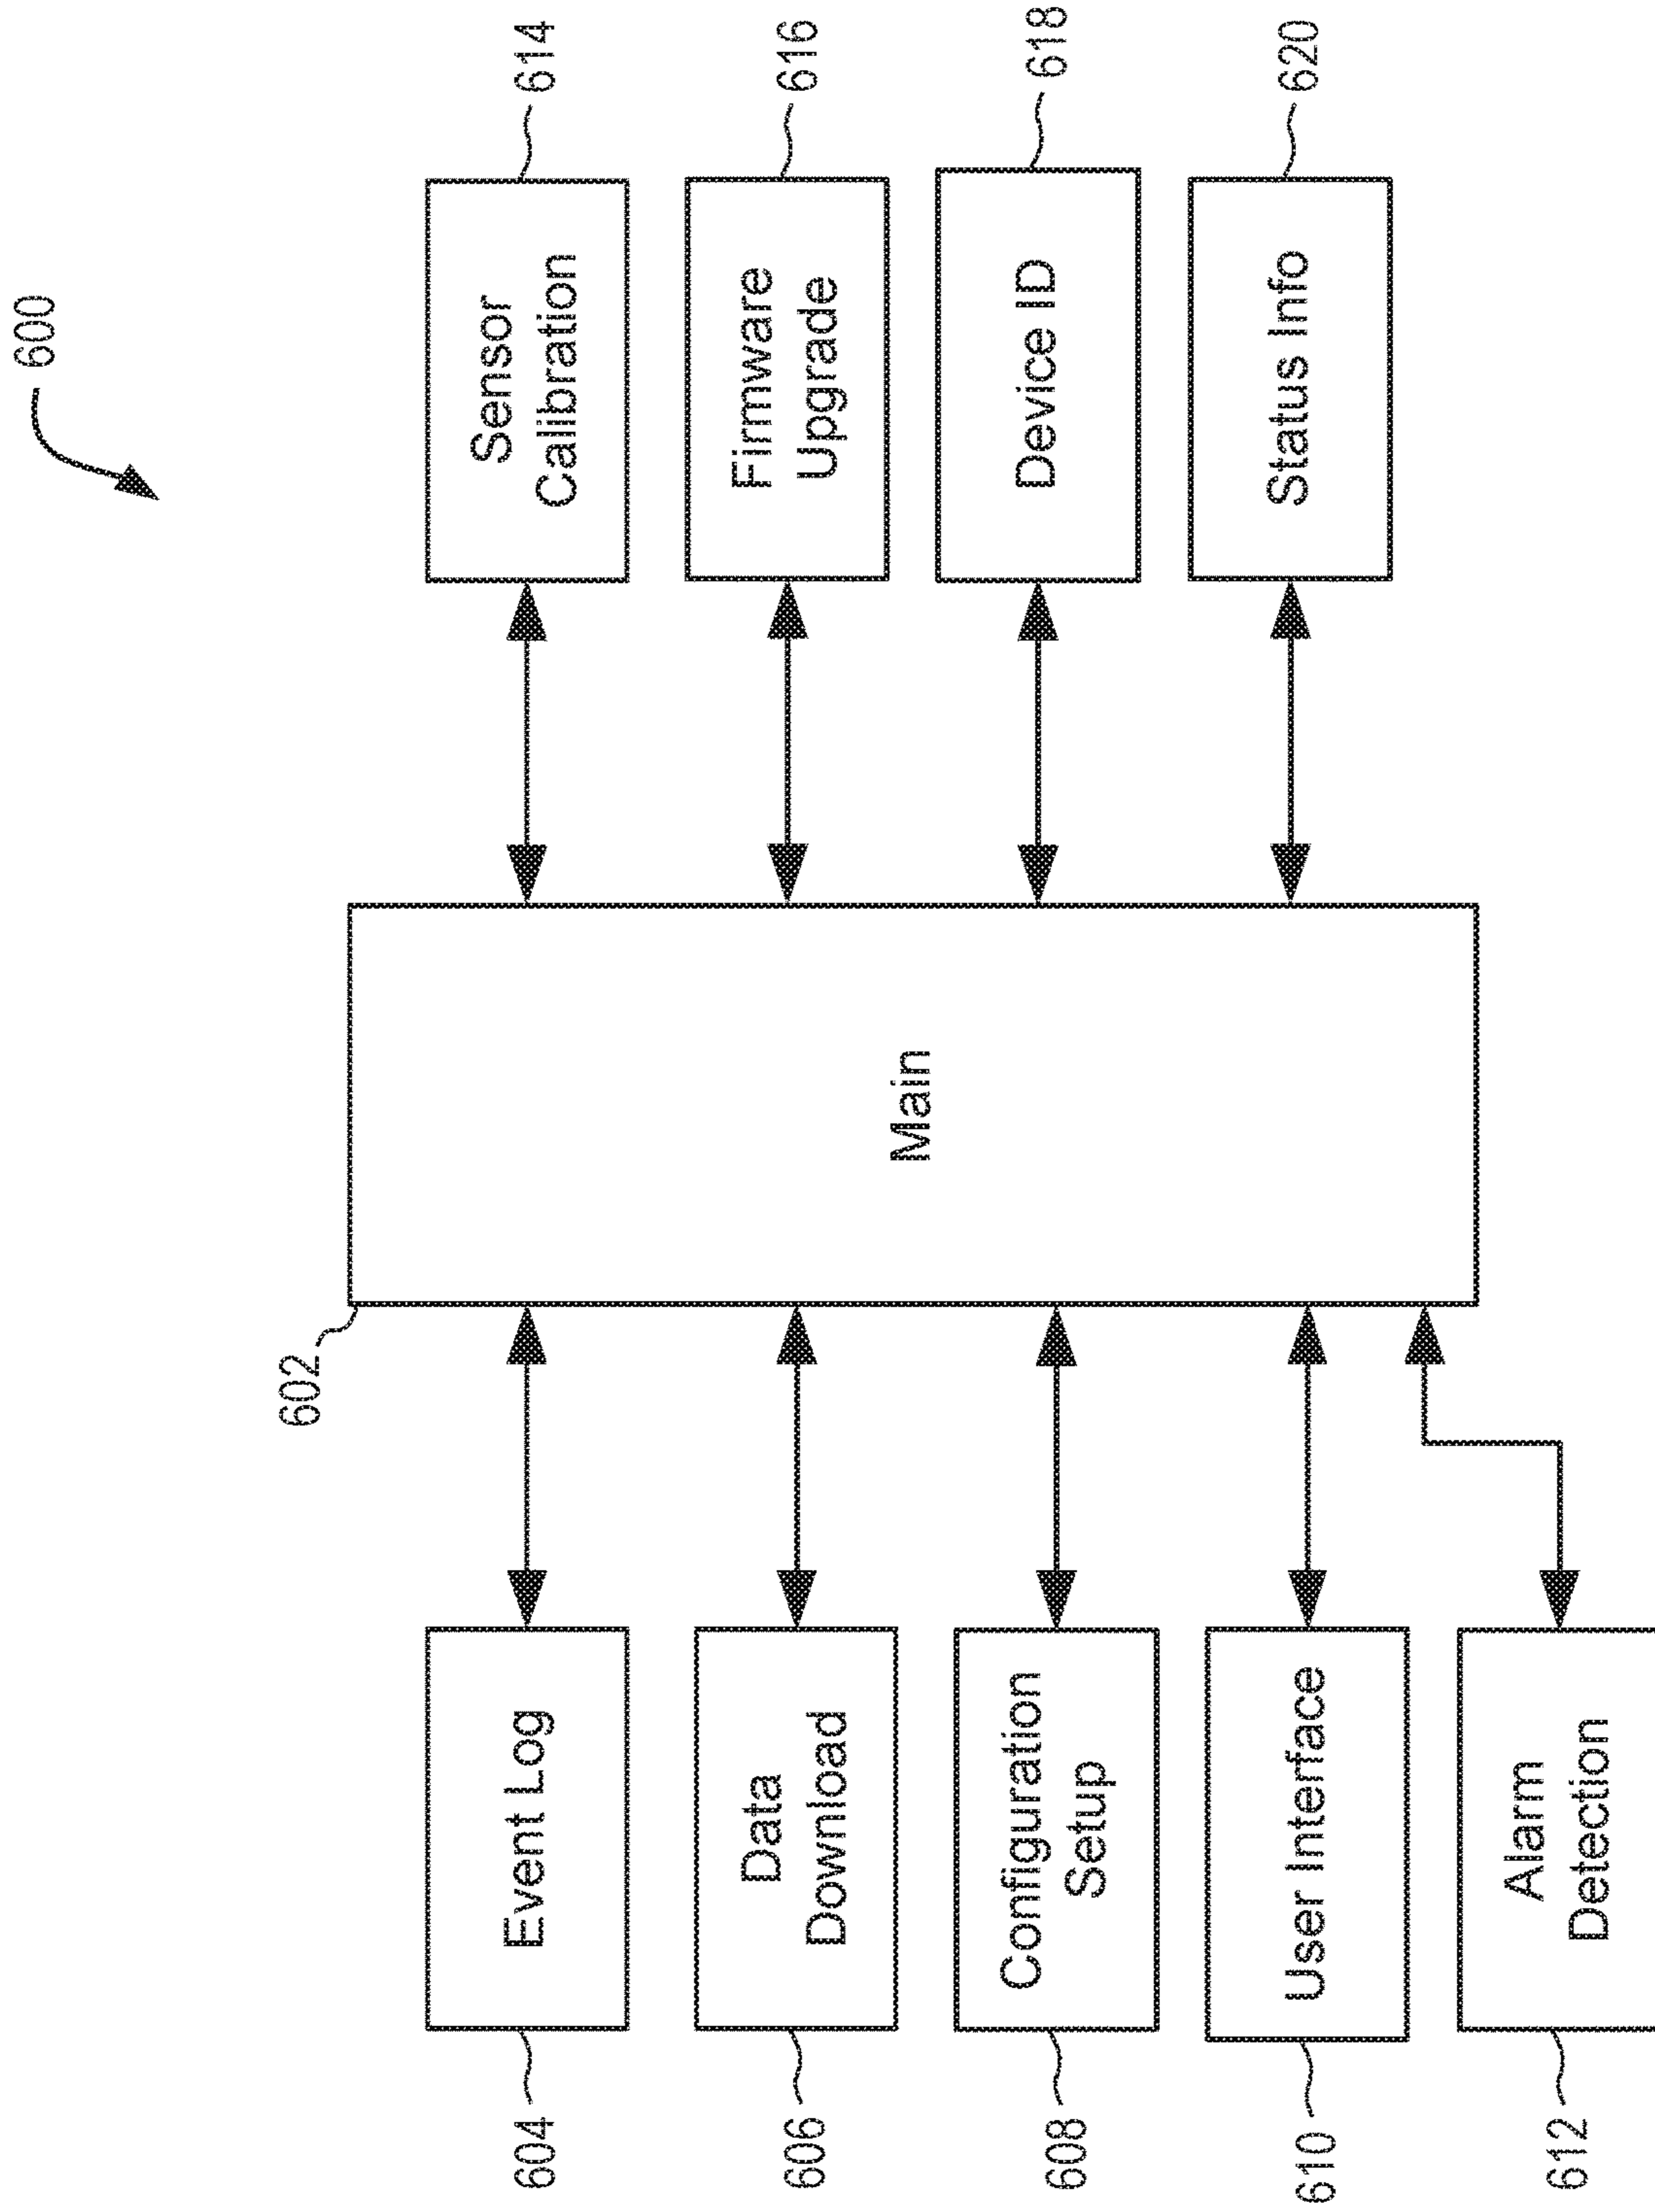 600
602
Main
604
Event Log
606
Data
Download
608
Configuration
Setup
610
User Interface
612
Alarm
Detection
Sensor
Calibration
614
Firmware
Upgrade
616
Device ID
618
Status Info
620